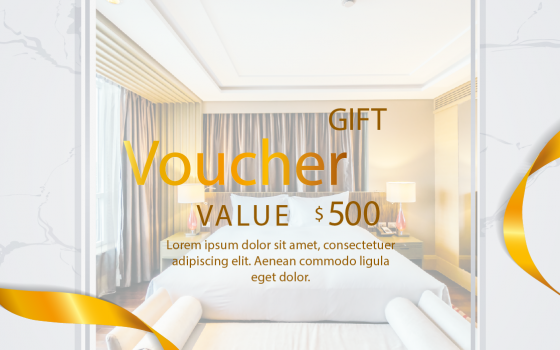 GIFT
Voucher
VALUE $500
Lorem ipsum dolor sit amet, consectetuer
adipiscing elit. Aenean commodo ligula
eget dolor.